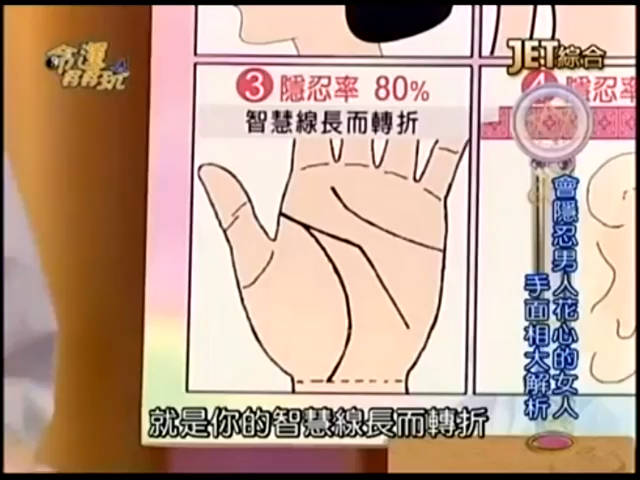 命運好好玩
JET綜合
3 隱忍率 80%
智慧線長而轉折
4 隱忍率
會隱忍男人花心的女人
手面相大解析
就是你的智慧線長而轉折